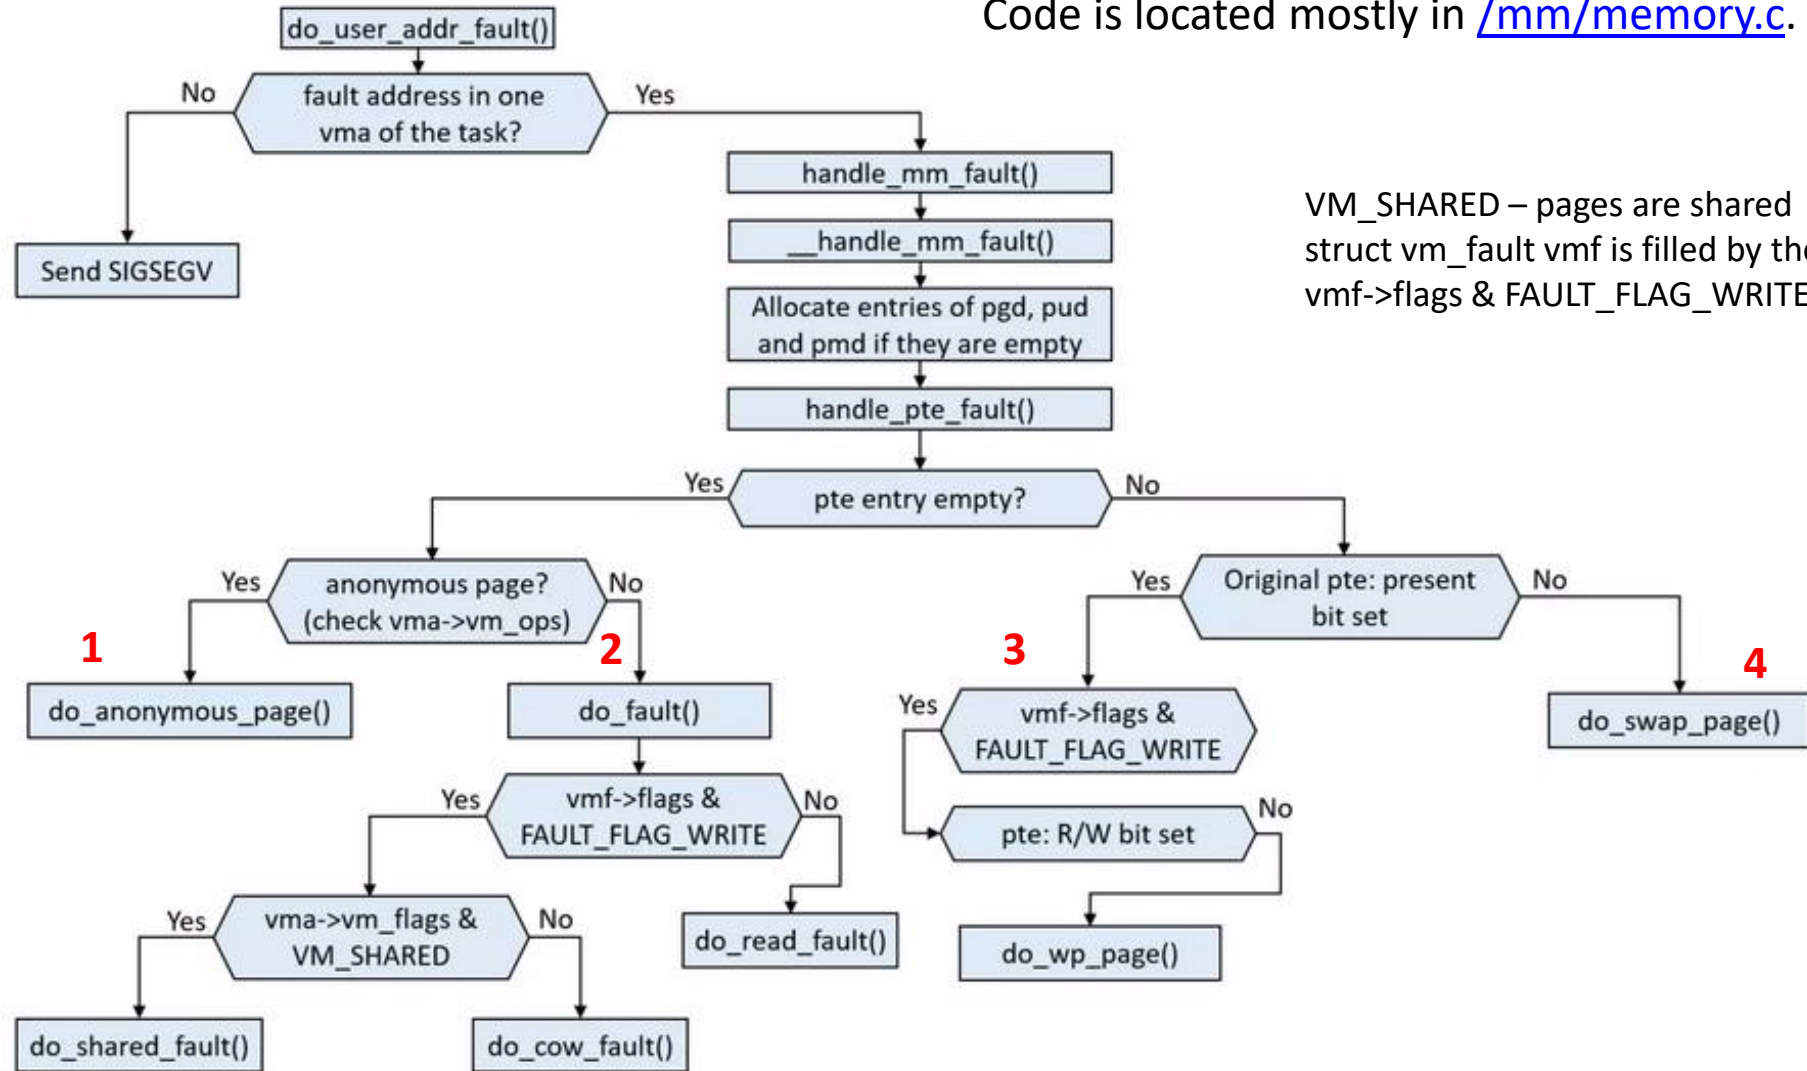 Code is located mostly in /mm/memory.c.
do_user_addr_fault()
No
fault address in one
vma of the task?
Yes
Send SIGSEGV
handle_mm_fault()
__handle_mm_fault()
Allocate entries of pgd, pud
and pmd if they are empty
handle_pte_fault()
VM_SHARED – pages are shared
struct vm_fault vmf is filled by the
vmf->flags & FAULT_FLAG_WRITE
Yes
pte entry empty?
No
Yes
anonymous page?
(check vma->vm_ops)
No
Yes
Original pte: present
bit set
No
1
2
3
4
do_anonymous_page()
do_fault()
Yes
vmf->flags &
FAULT_FLAG_WRITE
do_swap_page()
Yes
vmf->flags &
FAULT_FLAG_WRITE
No
pte: R/W bit set
No
Yes
vma->vm_flags &
VM_SHARED
No
do_read_fault()
do_wp_page()
do_shared_fault()
do_cow_fault()